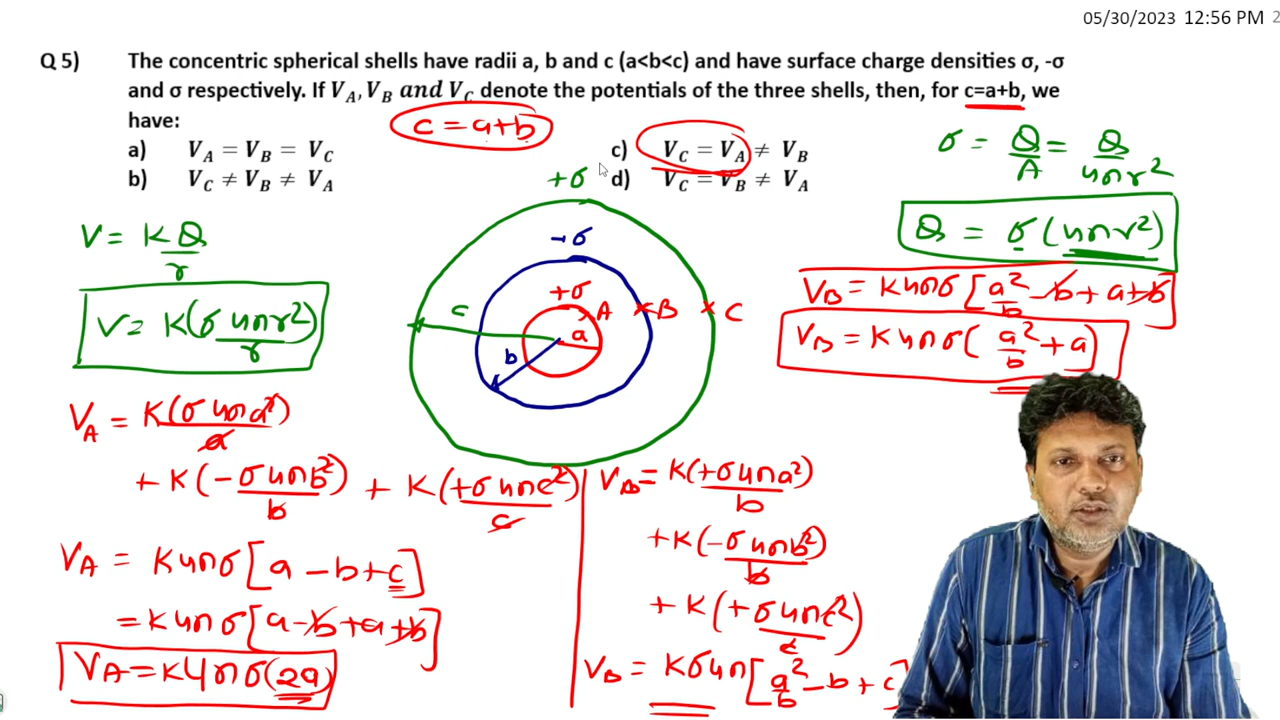 05/30/2023 12:56 PM 2
Q 5) The concentric spherical shells have radii a, b and c (a<b<c) and have surface charge densities σ, -σ
and σ respectively. If V_A, V_B and V_C denote the potentials of the three shells, then, for c=a+b, we
have:
c = a+b
a) V_A = V_B = V_C
c) V_C = V_A ≠ V_B
b) V_C ≠ V_B ≠ V_A
d) V_C = V_B ≠ V_A
σ = Q/A = Q/4πr²
Q = σ(4πr²)
V = KQ/r
V = K(σ4πr²)/r
+σ
-σ
+σ
A
B
C
a
b
c
V_A = K(σ4πa²)/a
+ K(-σ4πb²)/b + K(+σ4πc²)/c
V_A = K4πσ[a - b + c]
= K4πσ[a - b + a + b]
V_A = K4πσ(2a)
V_B = K(+σ4πa²)/b
+ K(-σ4πb²)/b
+ K(+σ4πc²)/c
V_B = Kσ4π[a²/b - b + c]
V_B = K4πσ[a²/b - b + a + b]
V_B = K4πσ(a²/b + a)